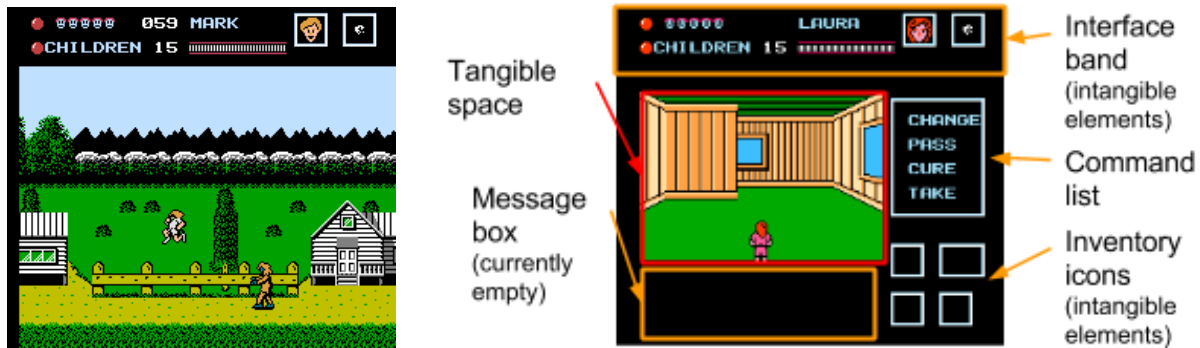 059 MARK
CHILDREN 15
Tangible
space
Message
box
(currently
empty)
LAURA
CHILDREN 15
CHANGE
PASS
CURE
TAKE
Interface
band
(intangible
elements)
Command
list
Inventory
icons
(intangible
elements)